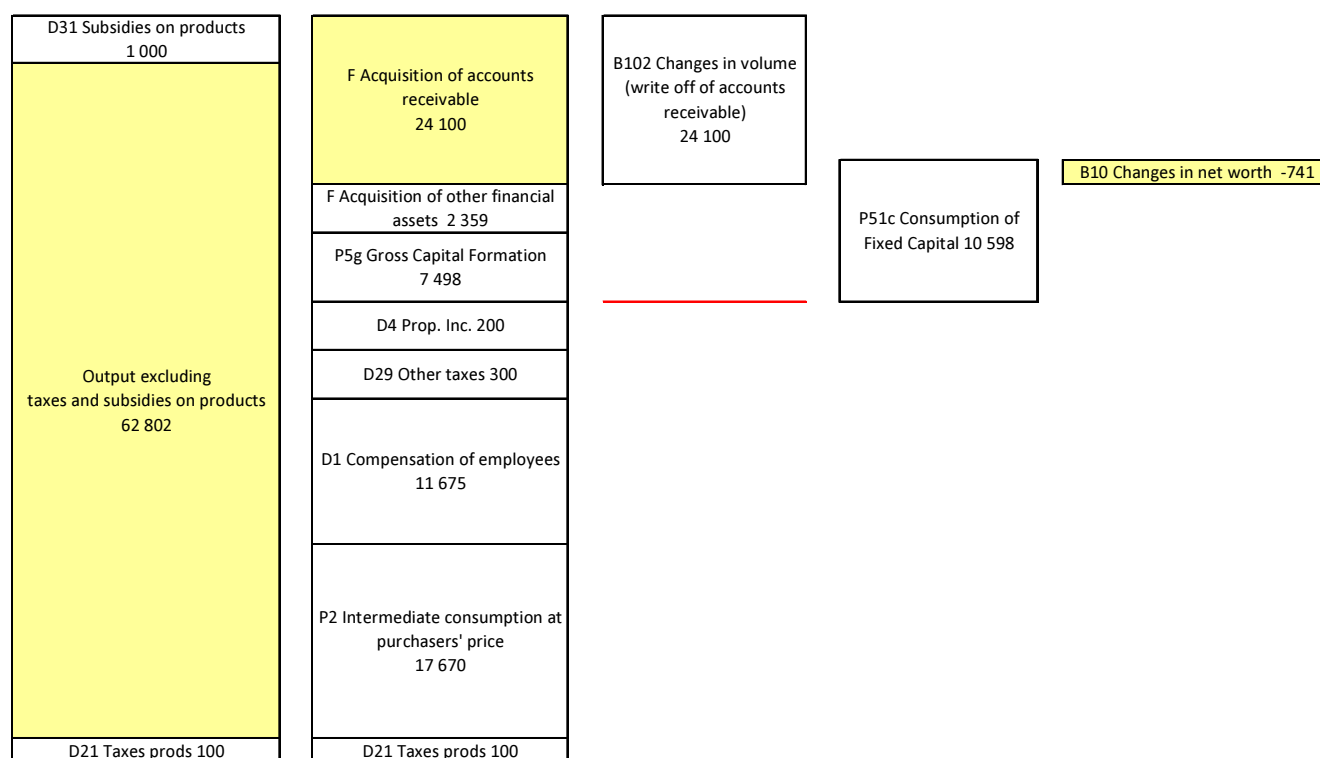 D31 Subsidies on products
1 000
Output excluding
taxes and subsidies on products
62 802
D21 Taxes prods 100
F Acquisition of accounts
receivable
24 100
F Acquisition of other financial
assets 2 359
P5g Gross Capital Formation
7 498
D4 Prop. Inc. 200
D29 Other taxes 300
D1 Compensation of employees
11 675
P2 Intermediate consumption at
purchasers' price
17 670
D21 Taxes prods 100
B102 Changes in volume
(write off of accounts
receivable)
24 100
P51c Consumption of
Fixed Capital 10 598
B10 Changes in net worth -741